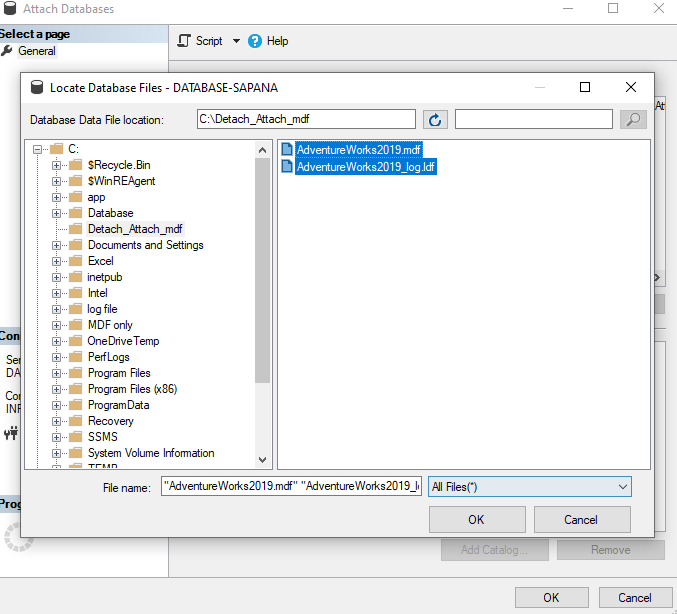 Attach Databases
Select a page
General
Script
Help
Locate Database Files - DATABASE-SAPANA
Database Data File location:
C:\Detach_Attach_mdf
C:
$Recycle.Bin
$WinREAgent
app
Database
Detach_Attach_mdf
Documents and Settings
Excel
inetpub
Intel
log file
MDF only
OneDriveTemp
PerfLogs
Program Files
Program Files (x86)
ProgramData
Recovery
SSMS
System Volume Information
AdventureWorks2019.mdf
AdventureWorks2019_log.ldf
At
Con
Ser
DA
Cor
INF
Prog
File name:
"AdventureWorks2019.mdf" "AdventureWorks2019_l
All Files(*)
OK
Cancel
Add Catalog...
Remove
OK
Cancel